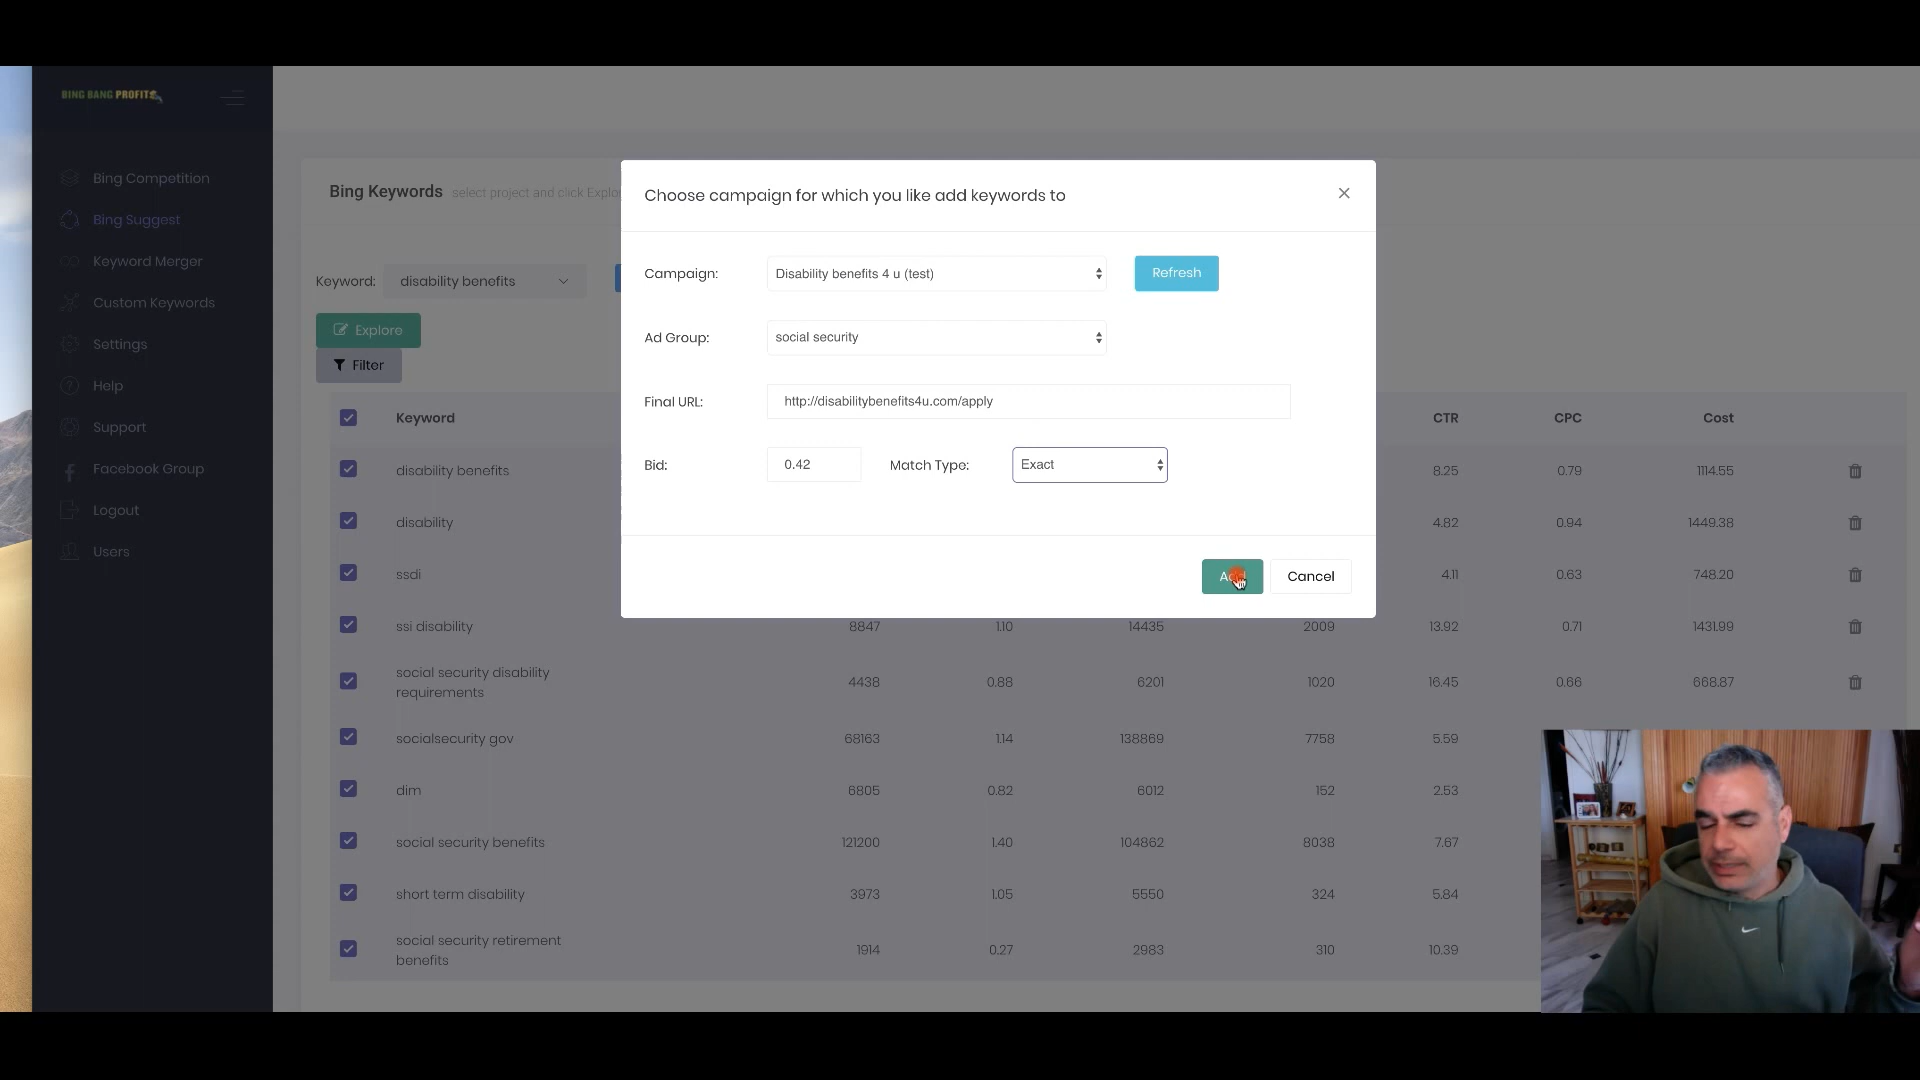 BING BANG PROFITS
Bing Competition
Bing Suggest
Keyword Merger
Custom Keywords
Settings
Help
Support
Facebook Group
Logout
Users
Bing Keywords select project and click
Keyword: disability benefits
Explore
Filter
Choose campaign for which you like add keywords to
Campaign: Disability benefits 4 u (test) Refresh
Ad Group: social security
Final URL: http://disabilitybenefits4u.com/apply
Bid: 0.42 Match Type: Exact
Cancel
Keyword CTR CPC Cost
disability benefits 8.25 0.79 1114.55
disability 4.82 0.94 1449.38
ssdi 4.11 0.63 748.20
ssi disability 8847 1.10 14435 2009 13.92 0.71 1431.99
social security disability
requirements 4438 0.88 6201 1020 16.45 0.66 668.87
socialsecurity gov 68163 1.14 138869 7758 5.59
dim 6805 0.82 6012 152 2.53
social security benefits 121200 1.40 104862 8038 7.67
short term disability 3973 1.05 5550 324 5.84
social security retirement
benefits 1914 0.27 2983 310 10.39